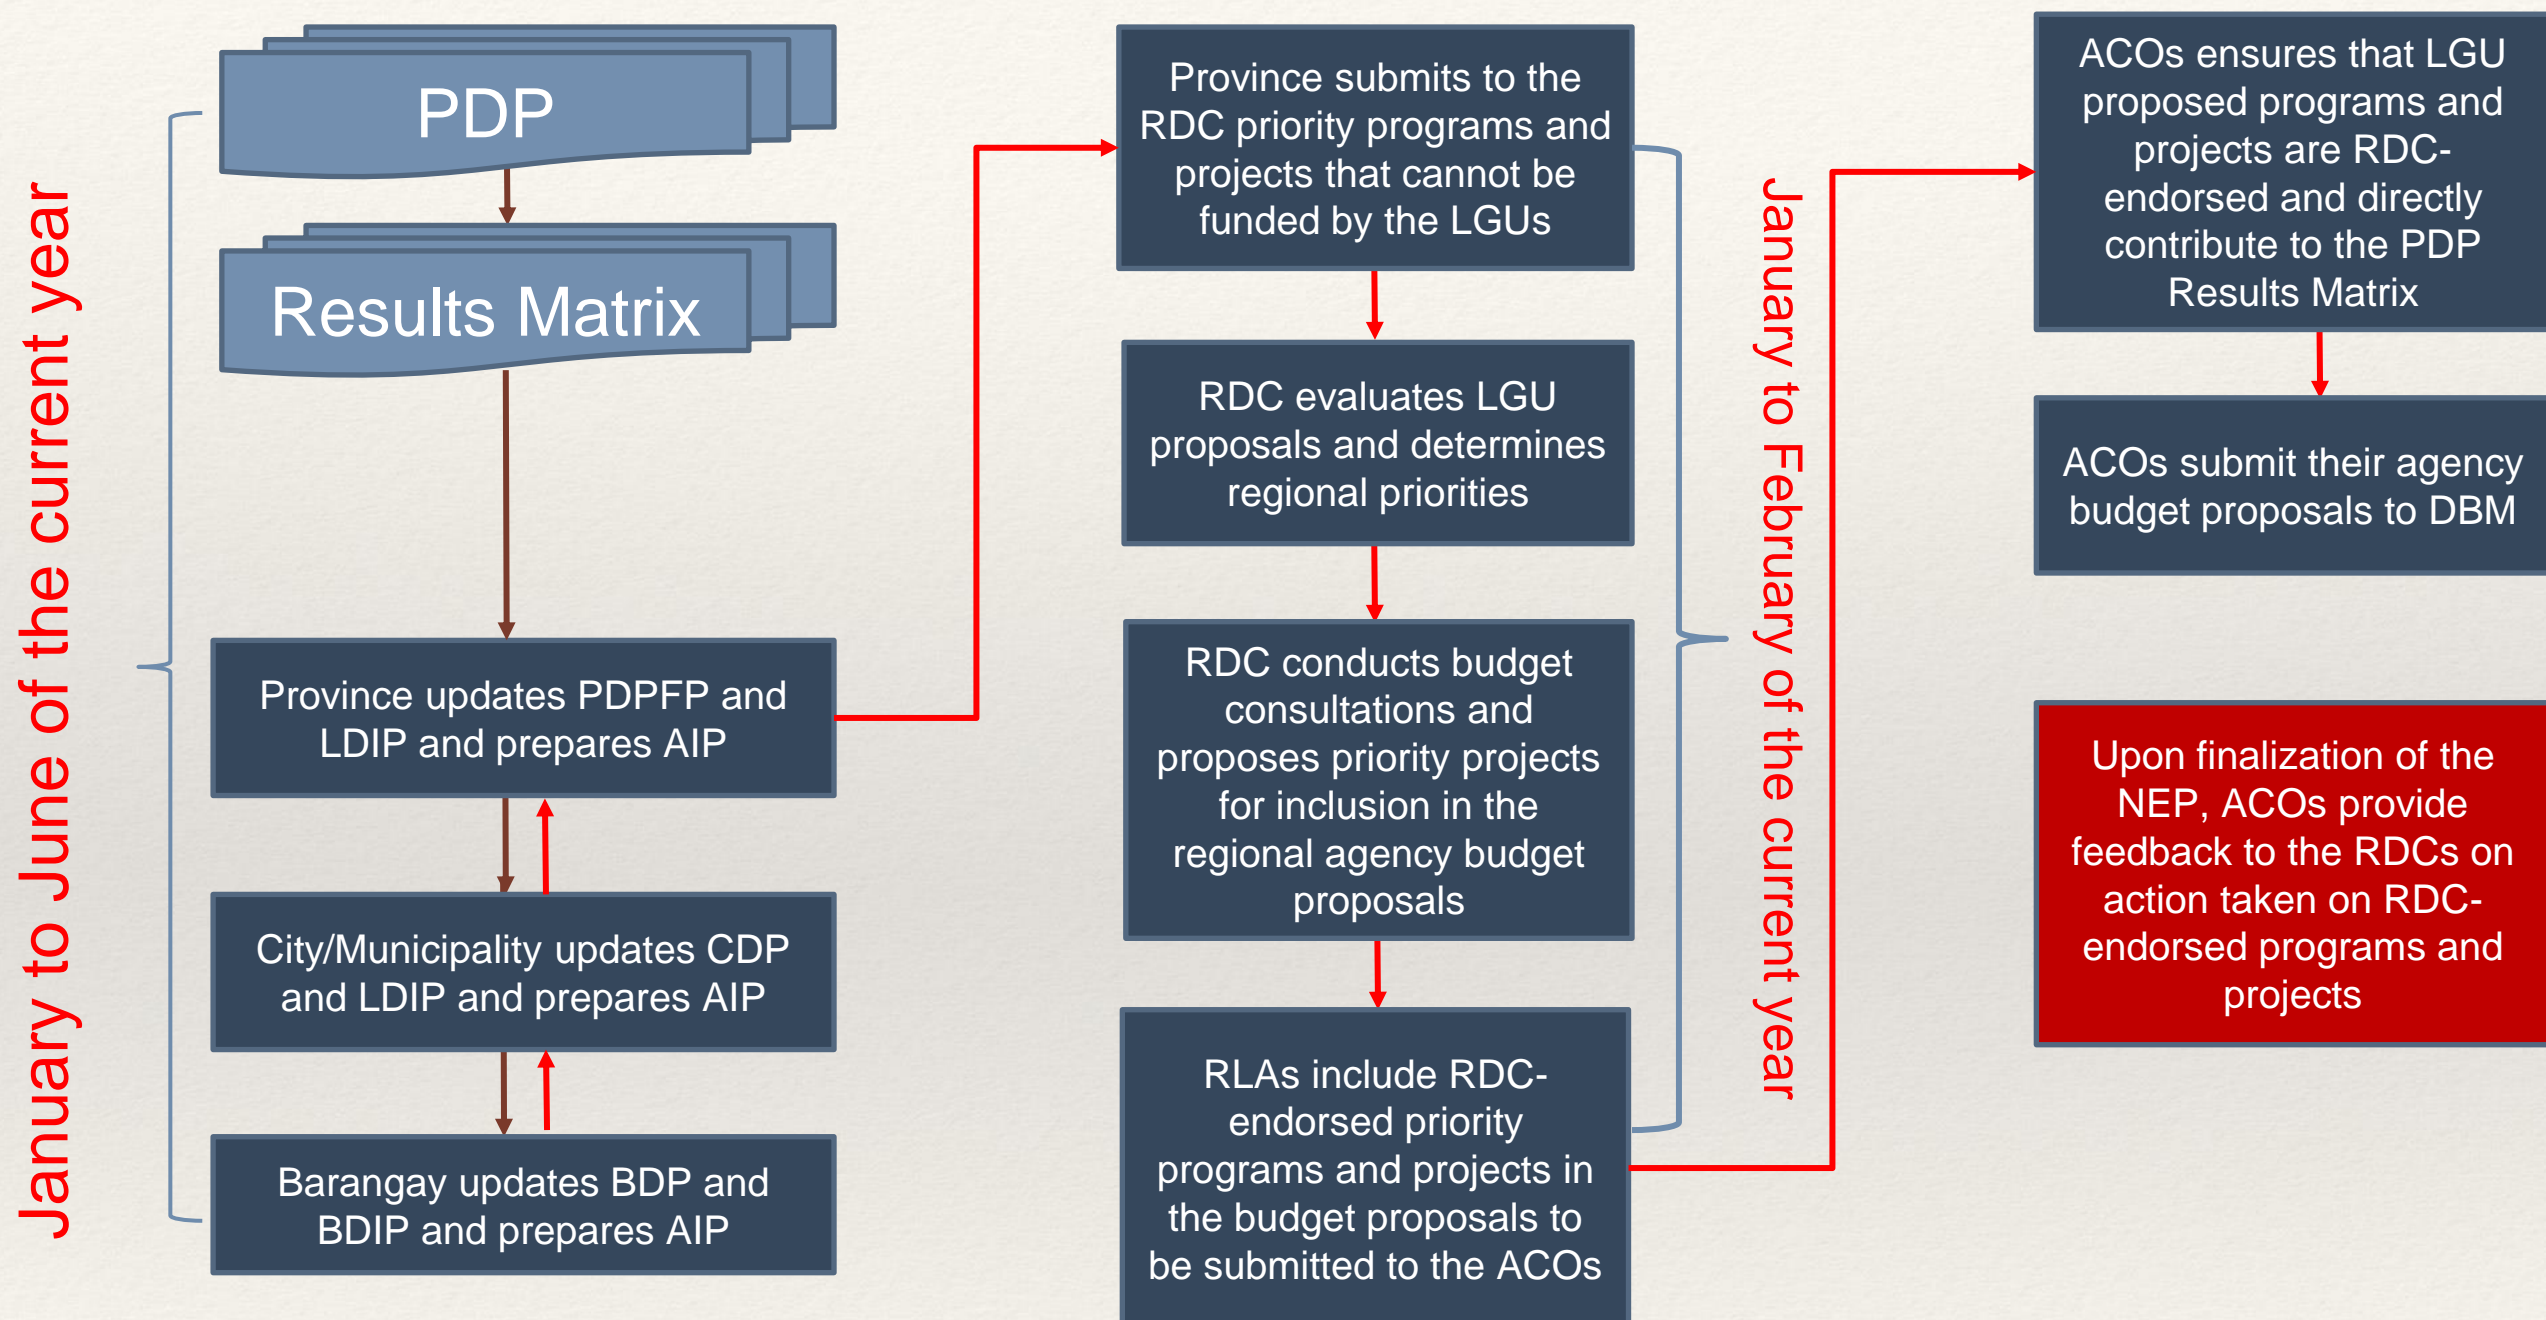 January to June of the current year
PDP
Results Matrix
Province updates PDPFP and
LDIP and prepares AIP
City/Municipality updates CDP
and LDIP and prepares AIP
Barangay updates BDP and
BDIP and prepares AIP
Province submits to the
RDC priority programs and
projects that cannot be
funded by the LGUs
RDC evaluates LGU
proposals and determines
regional priorities
RDC conducts budget
consultations and
proposes priority projects
for inclusion in the
regional agency budget
proposals
RLAs include RDC-
endorsed priority
programs and projects in
the budget proposals to
be submitted to the ACOs
January to February of the current year
ACOs ensures that LGU
proposed programs and
projects are RDC-
endorsed and directly
contribute to the PDP
Results Matrix
ACOs submit their agency
budget proposals to DBM
Upon finalization of the
NEP, ACOs provide
feedback to the RDCs on
action taken on RDC-
endorsed programs and
projects